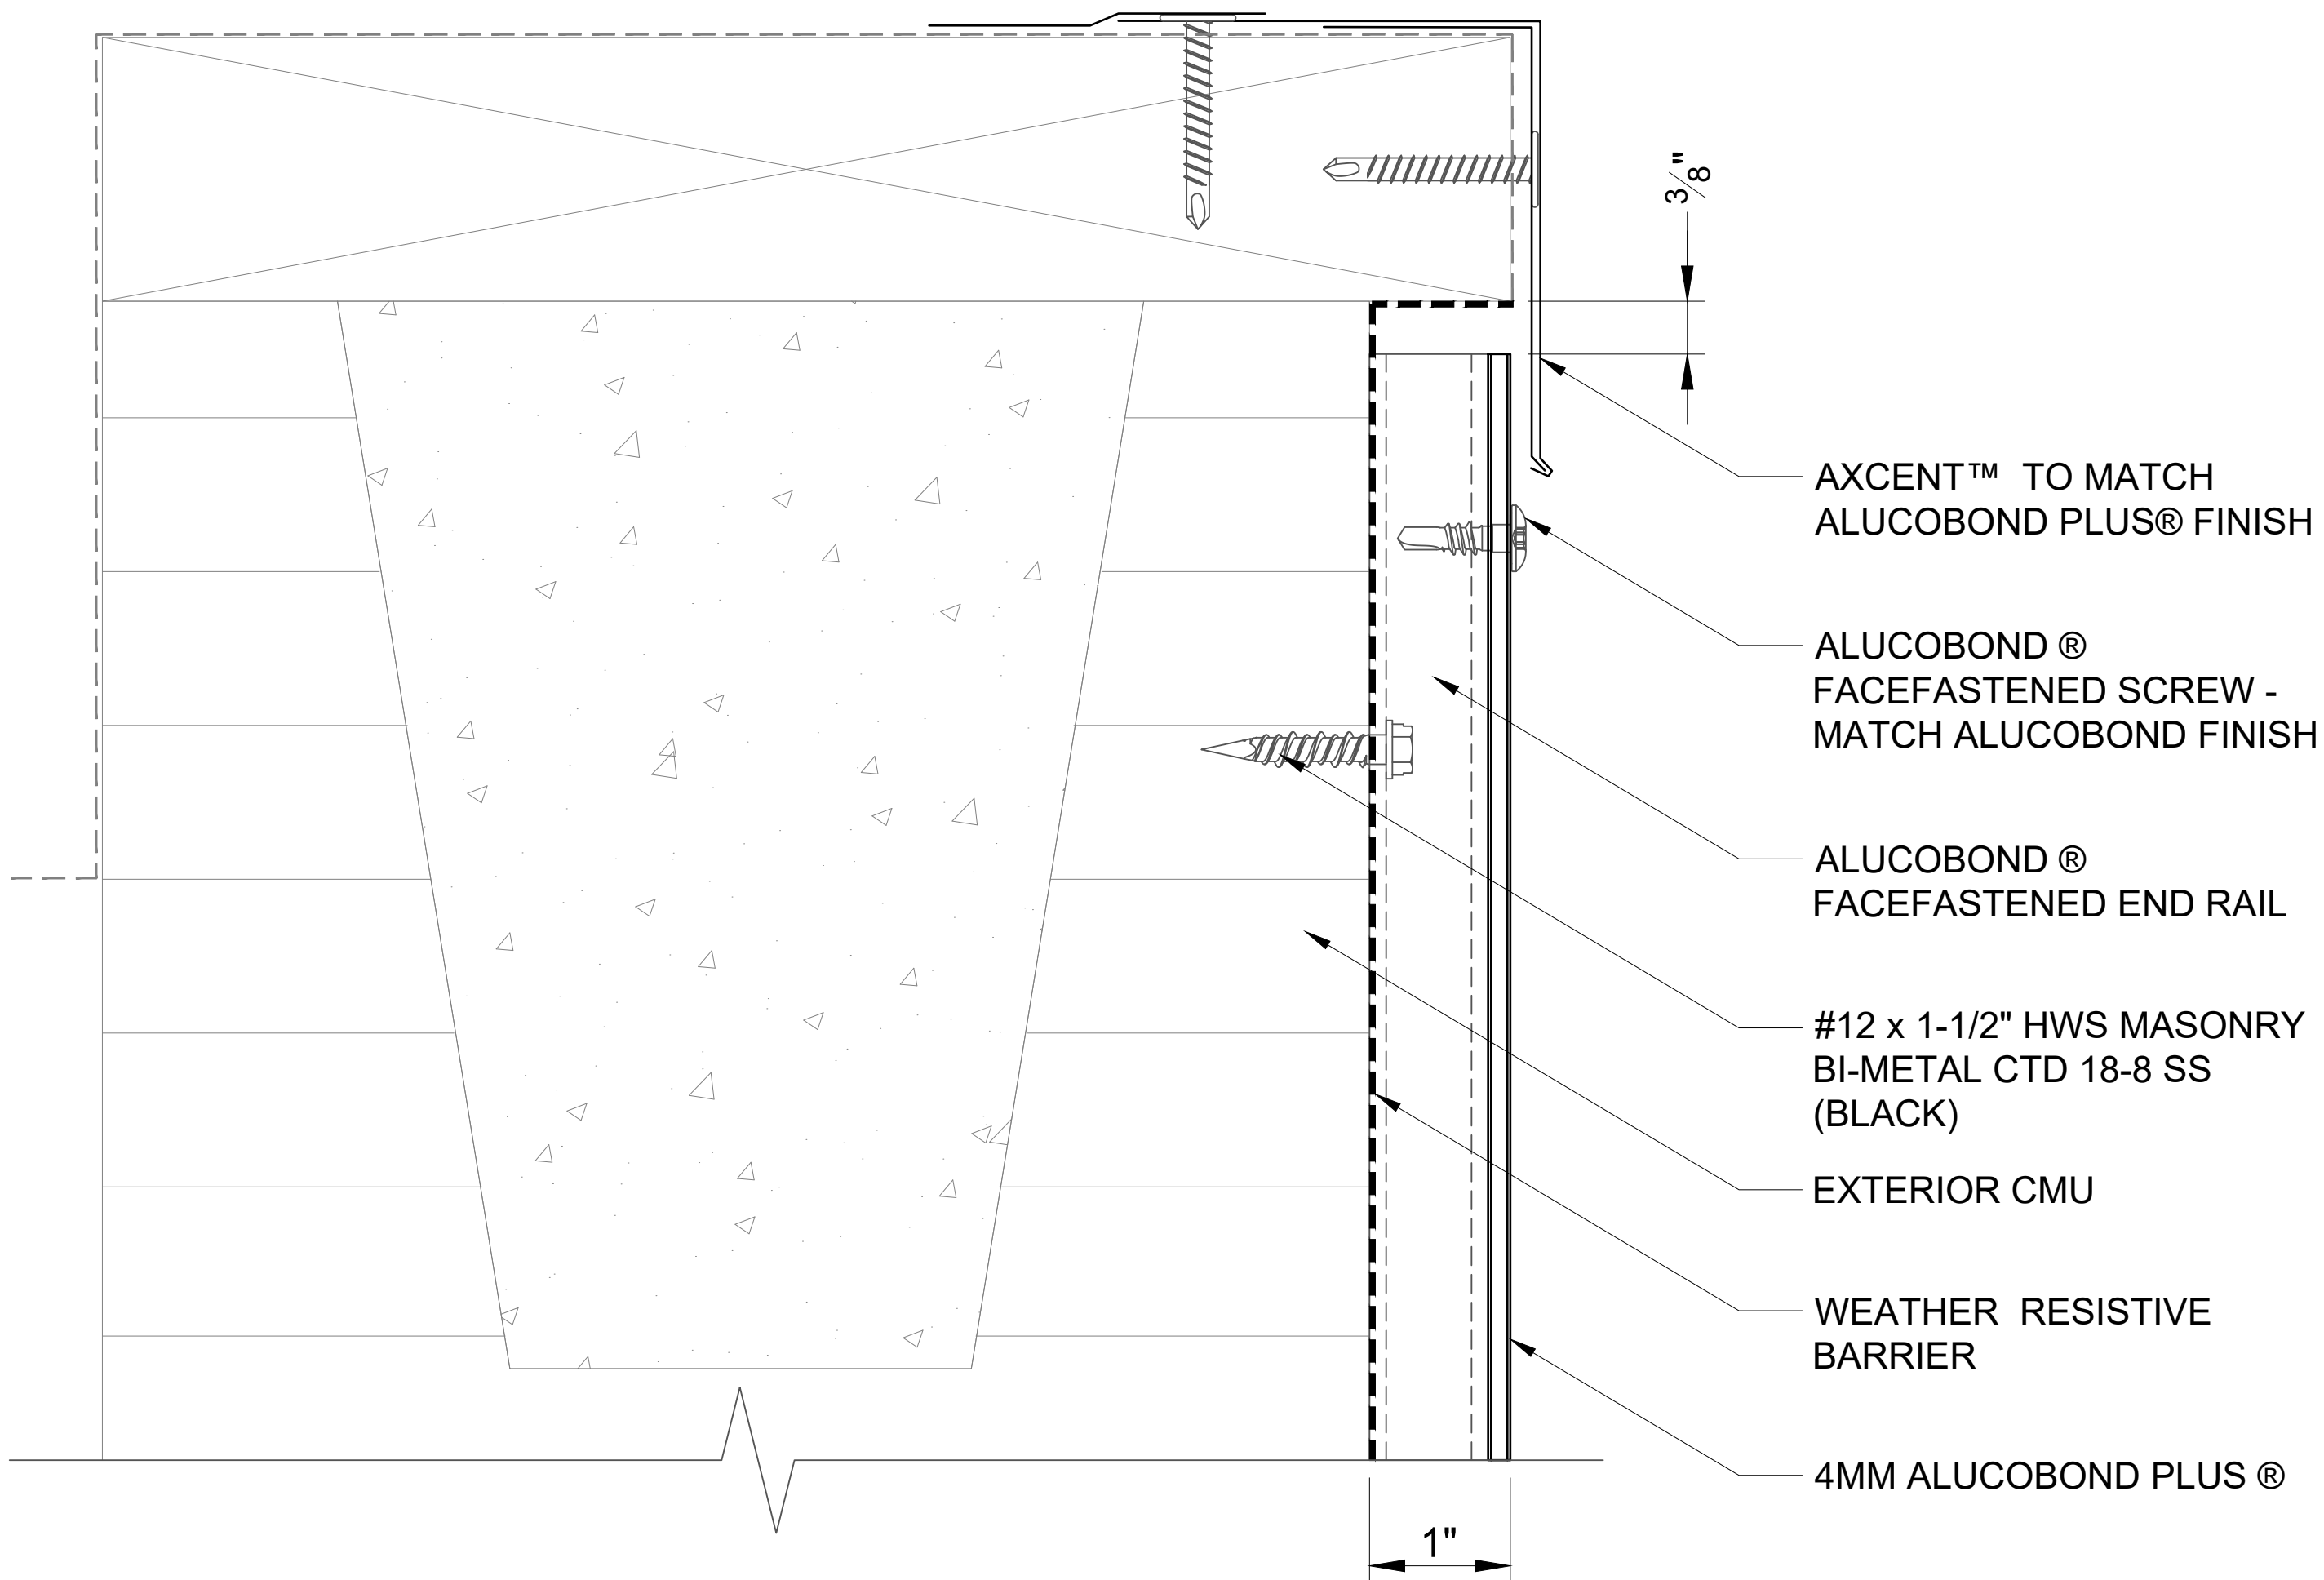 3/8"
AXCENT™ TO MATCH
ALUCOBOND PLUS® FINISH
ALUCOBOND ®
FACEFASTENED SCREW -
MATCH ALUCOBOND FINISH
ALUCOBOND ®
FACEFASTENED END RAIL
#12 x 1-1/2" HWS MASONRY
BI-METAL CTD 18-8 SS
(BLACK)
EXTERIOR CMU
WEATHER RESISTIVE
BARRIER
4MM ALUCOBOND PLUS ®
1"